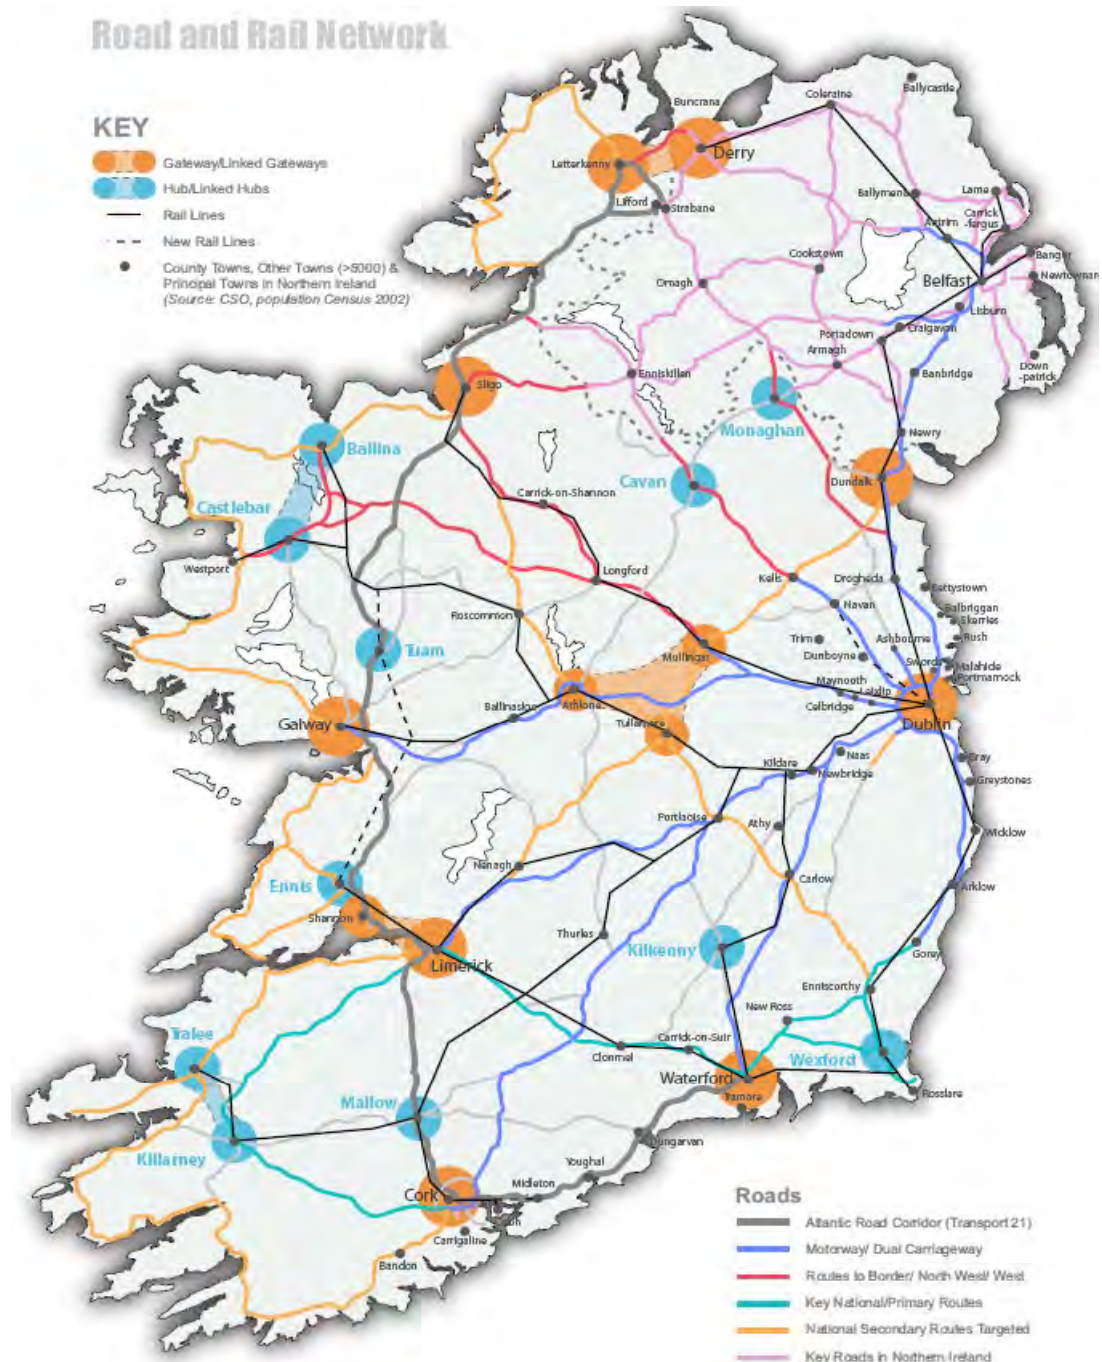 Road and Rail Network
KEY
Gateway/Linked Gateways
Hub/Linked Hubs
Rail Lines
New Rail Lines
County Towns, Other Towns (>5000) &
Principal Towns in Northern Ireland
(Source: CSO, population Census 2002)
Ballycastle
Coleraine
Buncrana
Derry
Letterkenny
Lifford
Strabane
Ballymena
Larne
Carrick
-fergus
Antrim
Bangor
Cookstown
Belfast
Newtownards
Omagh
Lisburn
Craigavon
Portadown
Armagh
Down
-patrick
Enniskillen
Banbridge
Sligo
Monaghan
Newry
Ballina
Cavan
Dundalk
Carrick-on-Shannon
Castlebar
Westport
Longford
Kells
Drogheda
Bettystown
Navan
Balbriggan
Skerries
Roscommon
Trim
Ashbourne
Rush
Tuam
Mullingar
Dunboyne
Swords
Malahide
Maynooth
Portmarnock
Leixlip
Athlone
Celbridge
Ballinasloe
Dublin
Galway
Tullamore
Naas
Bray
Kildare
Newbridge
Greystones
Portlaoise
Athy
Wicklow
Nenagh
Carlow
Ennis
Arklow
Shannon
Thurles
Kilkenny
Gorey
Limerick
Enniscorthy
New Ross
Tralee
Carrick-on-Suir
Clonmel
Wexford
Waterford
Rosslare
Tramore
Mallow
Killarney
Dungarvan
Youghal
Cork
Midleton
Carrigaline
Bandon
Roads
Atlantic Road Corridor (Transport 21)
Motorway/ Dual Carriageway
Routes to Border/ North West/ West
Key National/Primary Routes
National Secondary Routes Targeted
Key Roads in Northern Ireland